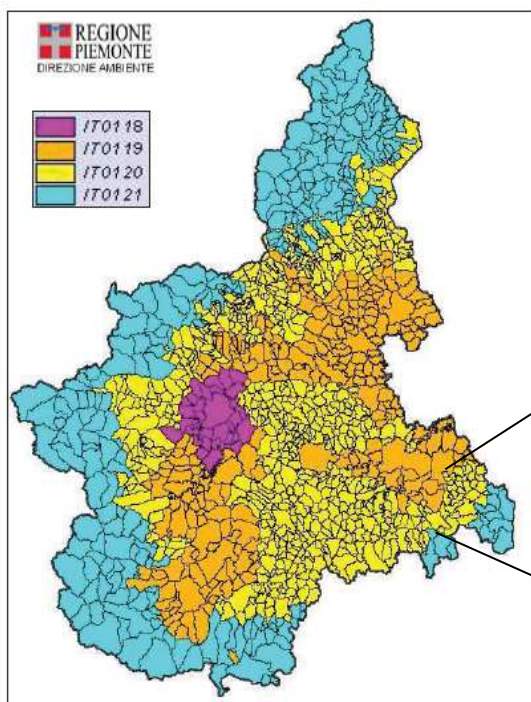 REGIONE
PIEMONTE
DIREZIONE AMBIENTE
IT0118
IT0119
IT0120
IT0121